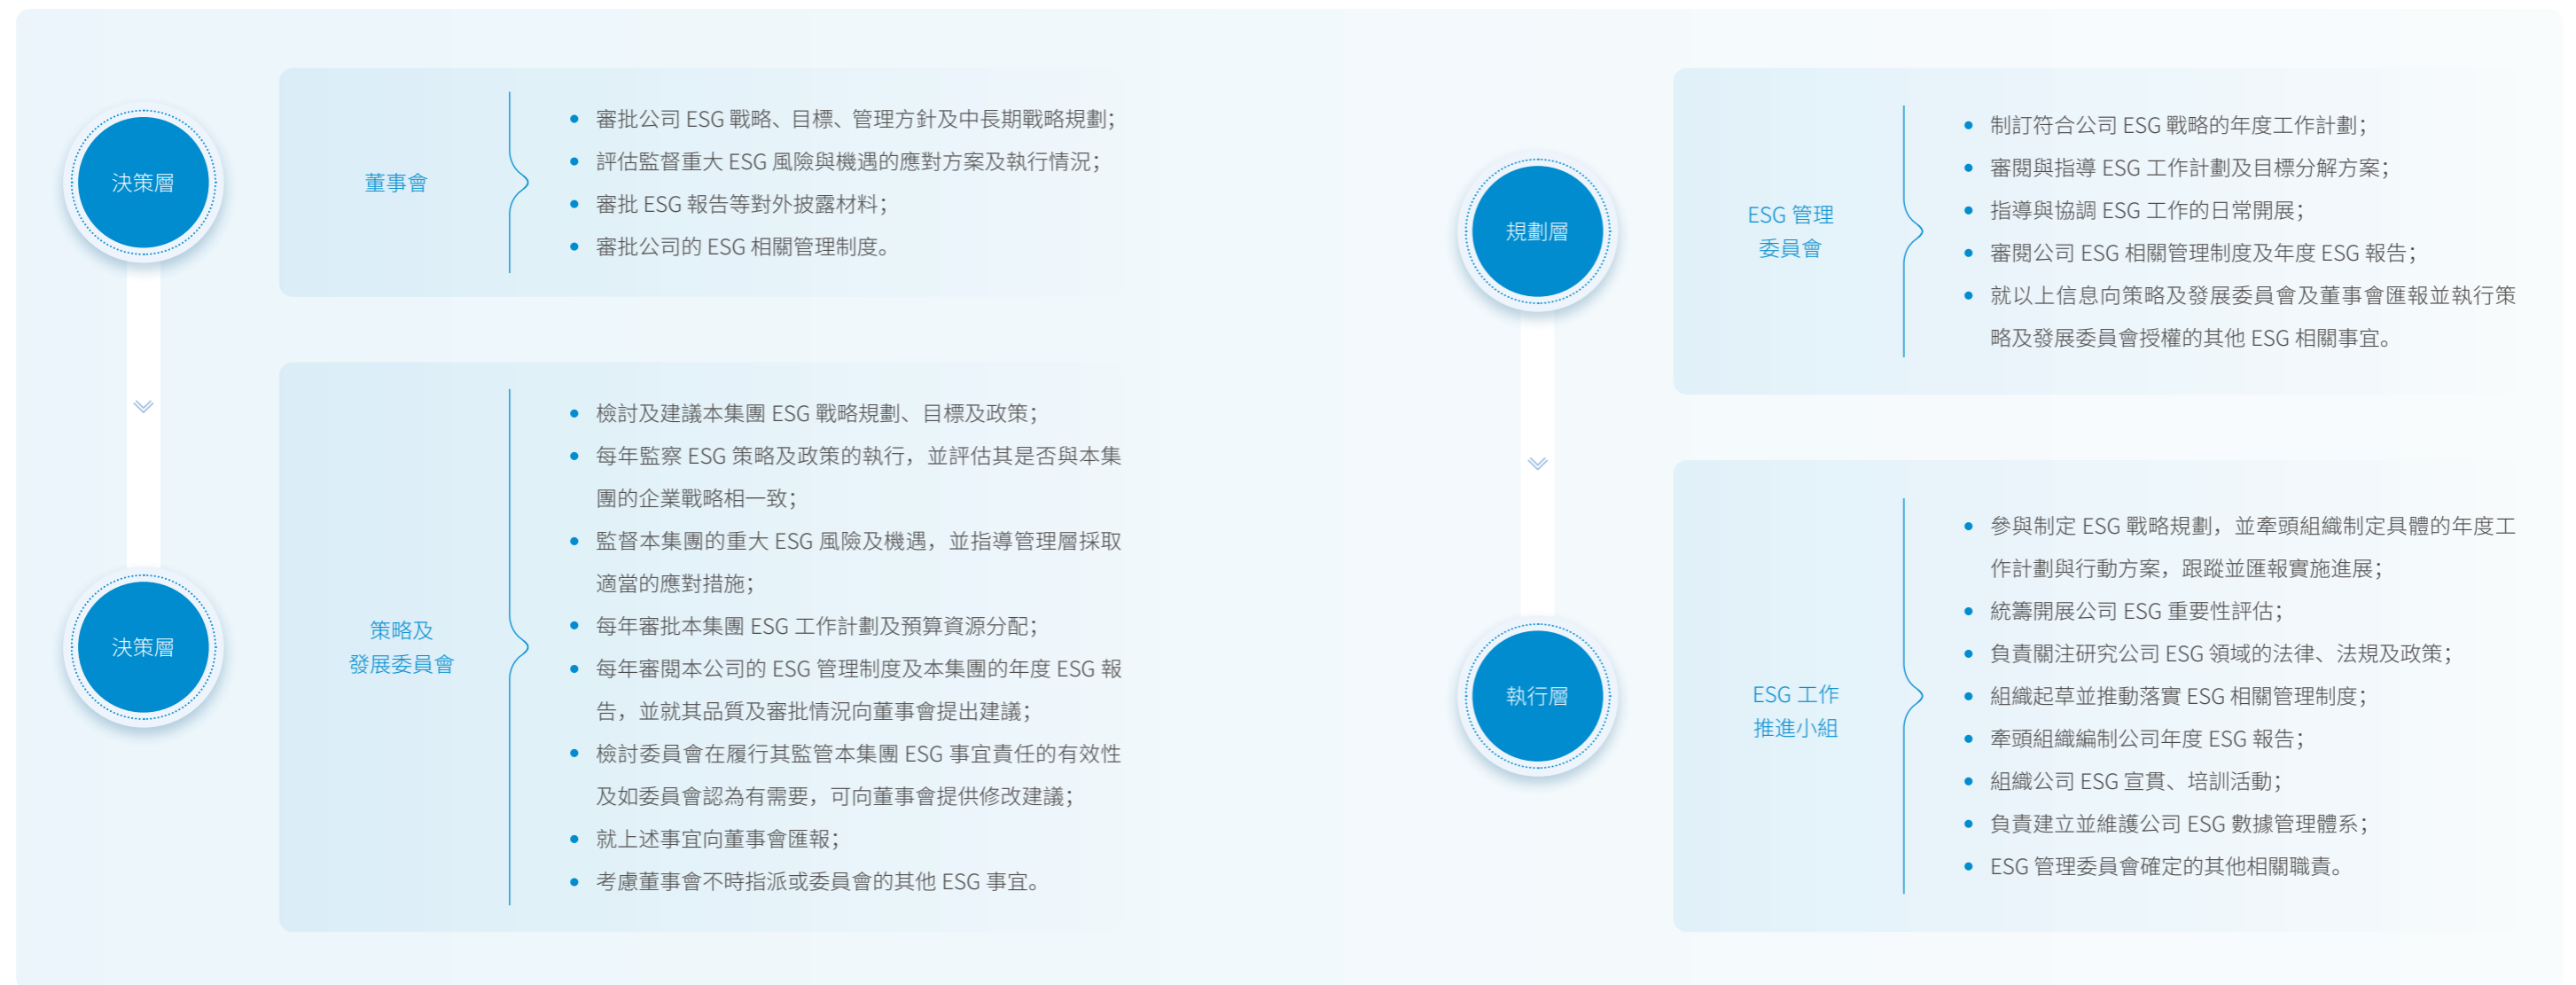 決策層
董事會
審批公司 ESG 戰略、目標、管理方針及中長期戰略規劃；
評估監督重大 ESG 風險與機遇的應對方案及執行情況；
審批 ESG 報告等對外披露材料；
審批公司的 ESG 相關管理制度。
決策層
策略及
發展委員會
檢討及建議本集團 ESG 戰略規劃、目標及政策；
每年監察 ESG 策略及政策的執行，並評估其是否與本集
團的企業戰略相一致；
監督本集團的重大 ESG 風險及機遇，並指導管理層採取
適當的應對措施；
每年審批本集團 ESG 工作計劃及預算資源分配；
每年審閱本公司的 ESG 管理制度及本集團的年度 ESG 報
告，並就其品質及審批情況向董事會提出建議；
檢討委員會在履行其監管本集團 ESG 事宜責任的有效性
及如委員會認為有需要，可向董事會提供修改建議；
就上述事宜向董事會匯報；
考慮董事會不時指派或委員會的其他 ESG 事宜。
規劃層
ESG 管理
委員會
制訂符合公司 ESG 戰略的年度工作計劃；
審閱與指導 ESG 工作計劃及目標分解方案；
指導與協調 ESG 工作的日常開展；
審閱公司 ESG 相關管理制度及年度 ESG 報告；
就以上信息向策略及發展委員會及董事會匯報並執行策
略及發展委員會授權的其他 ESG 相關事宜。
執行層
ESG 工作
推進小組
參與制定 ESG 戰略規劃，並牽頭組織制定具體的年度工
作計劃與行動方案，跟蹤並匯報實施進展；
統籌開展公司 ESG 重要性評估；
負責關注研究公司 ESG 領域的法律、法規及政策；
組織起草並推動落實 ESG 相關管理制度；
牽頭組織編制公司年度 ESG 報告；
組織公司 ESG 宣貫、培訓活動；
負責建立並維護公司 ESG 數據管理體系；
ESG 管理委員會確定的其他相關職責。